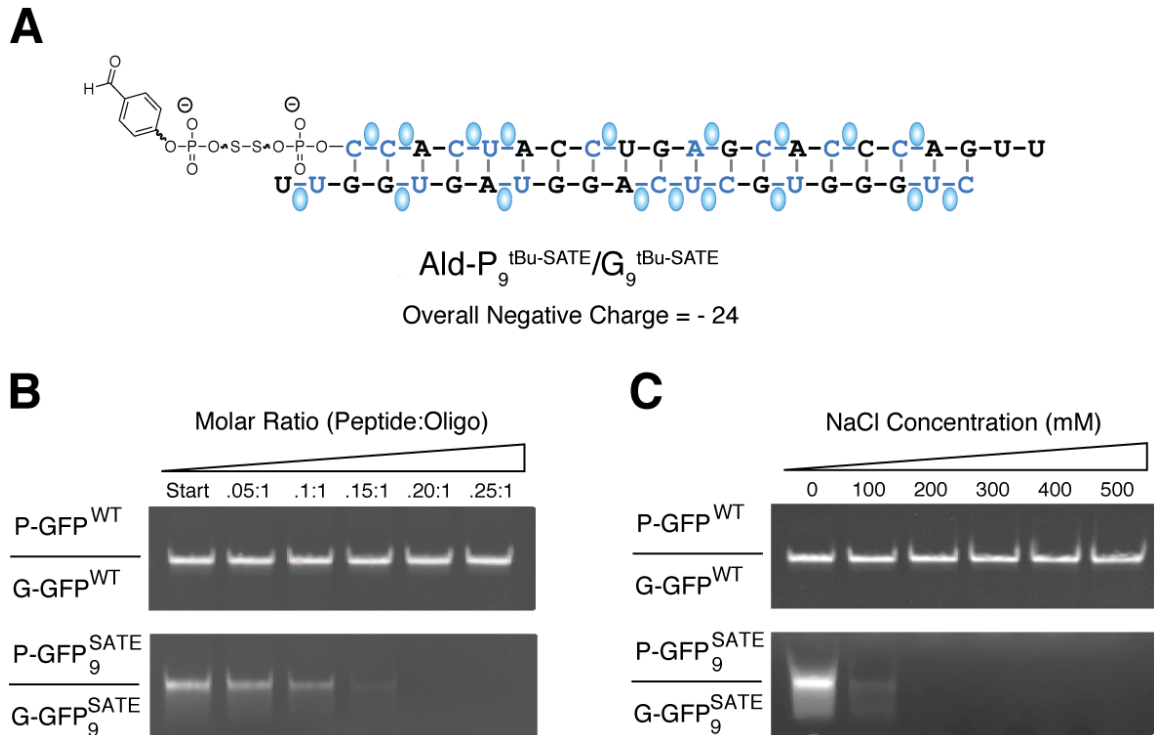 A
O
H
⊖ ⊖
O O
O-P-O S-S O-P-O-C-C-A-C-U-A-C-C-U-G-A-G-C-A-C-C-C-A-G-U-U
O O
U-U-G-G-U-G-A-U-G-G-A-C-U-C-G-U-G-G-G-U-C
Ald-P9tBu-SATE/G9tBu-SATE
Overall Negative Charge = - 24
B
Molar Ratio (Peptide:Oligo)
Start .05:1 .1:1 .15:1 .20:1 .25:1
P-GFPWT
G-GFPWT
P-GFP9SATE
G-GFP9SATE
C
NaCl Concentration (mM)
0 100 200 300 400 500
P-GFPWT
G-GFPWT
P-GFP9SATE
G-GFP9SATE